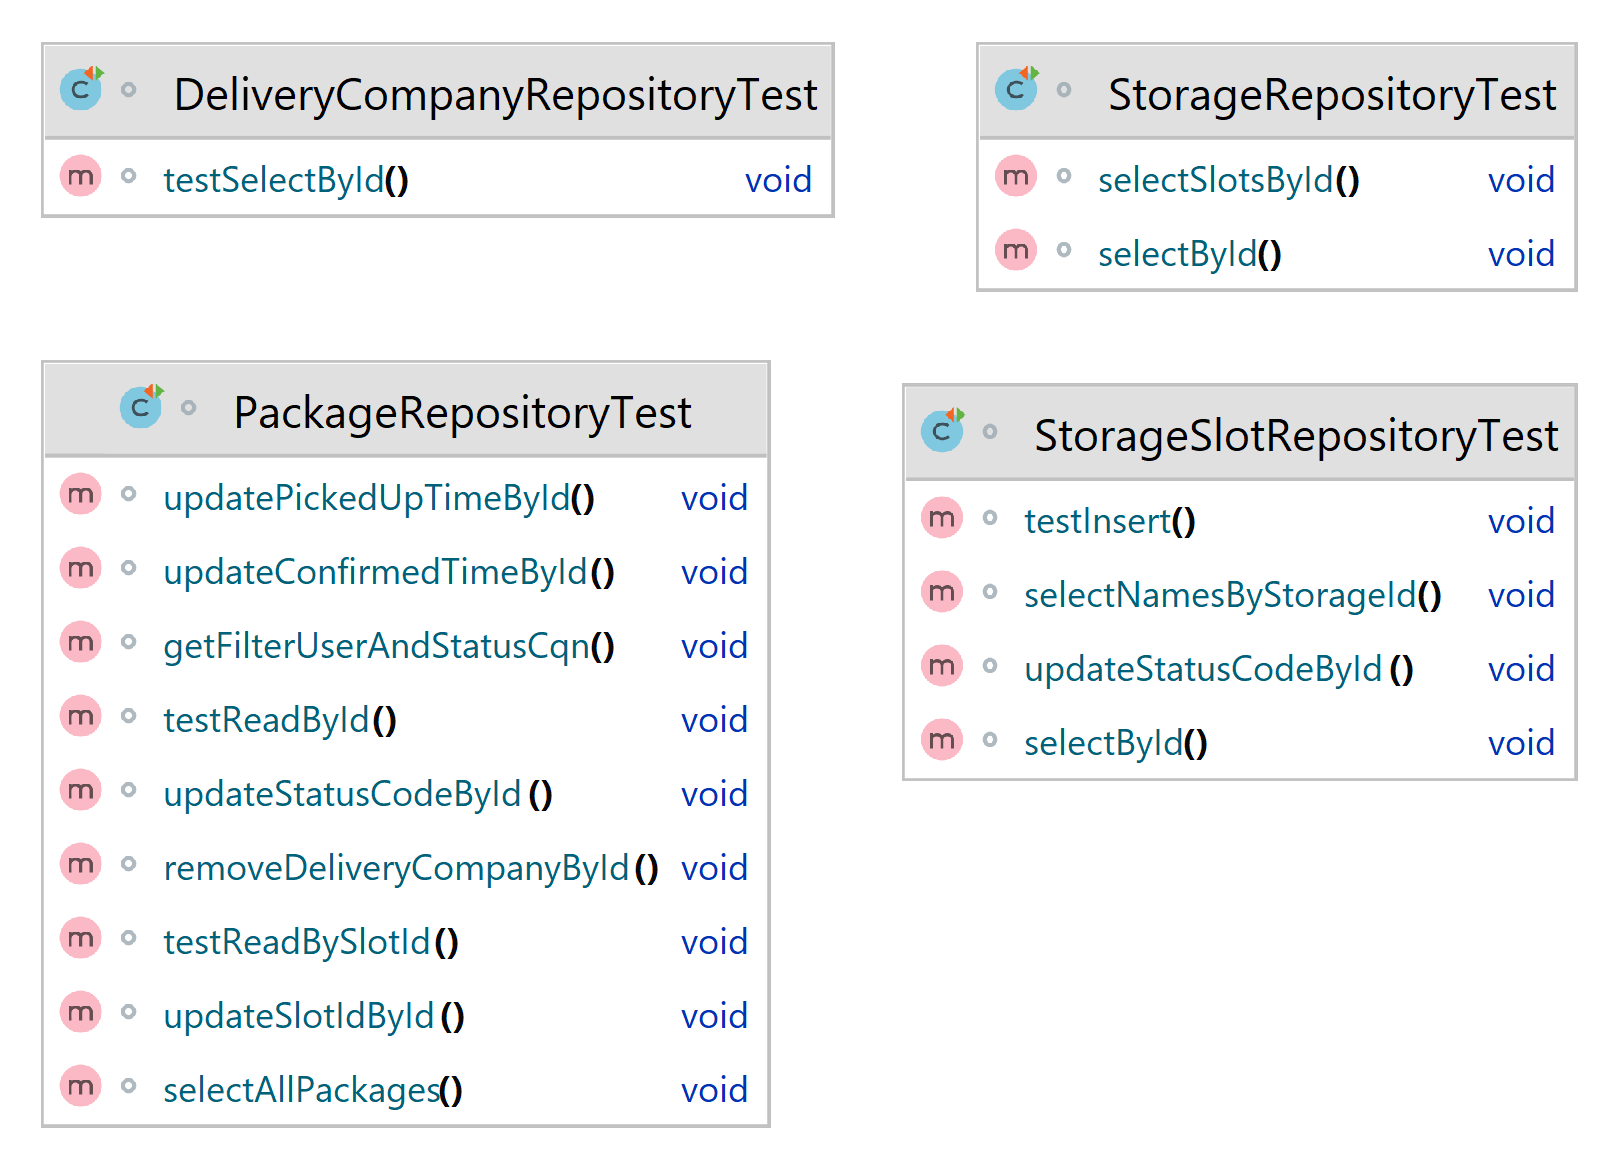 DeliveryCompanyRepositoryTest
testSelectById() void
StorageRepositoryTest
selectSlotsById() void
selectById() void
PackageRepositoryTest
updatePickedUpTimeById() void
updateConfirmedTimeById() void
getFilterUserAndStatusCqn() void
testReadById() void
updateStatusCodeById() void
removeDeliveryCompanyById() void
testReadBySlotId() void
updateSlotIdById() void
selectAllPackages() void
StorageSlotRepositoryTest
testInsert() void
selectNamesByStorageId() void
updateStatusCodeById() void
selectById() void